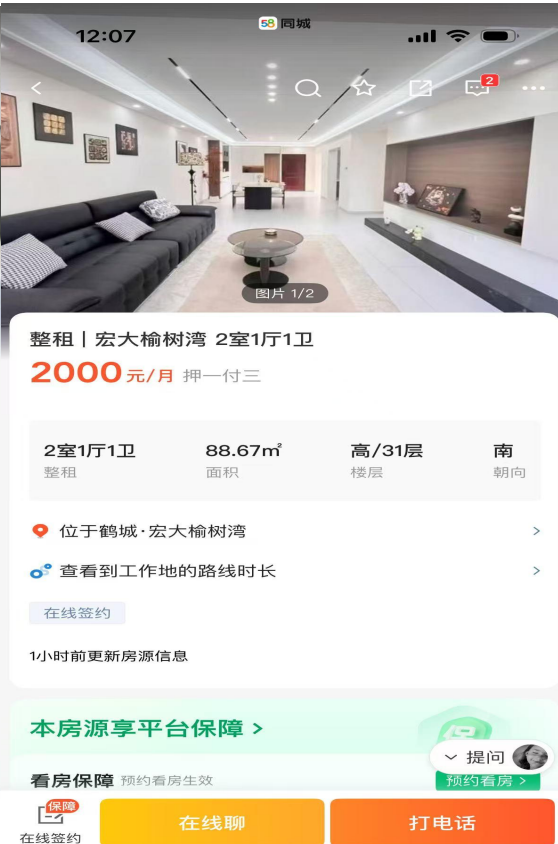 12:07
58 同城
2
图片 1/2
整租丨宏大榆树湾 2室1厅1卫
2000元/月 押一付三
2室1厅1卫 88.67㎡ 高/31层 南
整租 面积 楼层 朝向
位于鹤城·宏大榆树湾 >
查看到工作地的路线时长 >
在线签约
1小时前更新房源信息
本房源享平台保障 >
提问
看房保障 预约看房生效
预约看房 >
保障
在线签约
在线聊
打电话